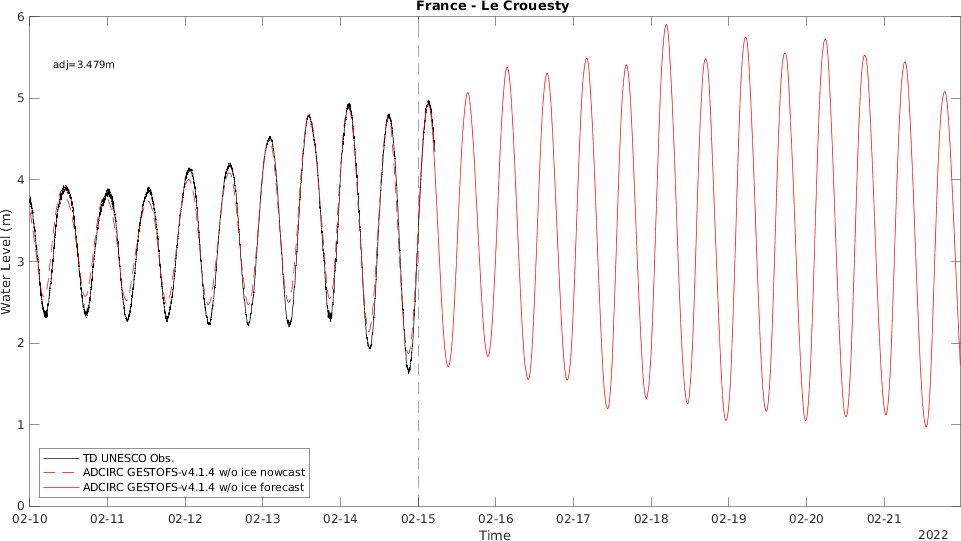 France - Le Crouesty
6
adj=3.479m
5
4
3
2
1
0
Water Level (m)
TD UNESCO Obs.
ADCIRC GESTOFS-v4.1.4 w/o ice nowcast
ADCIRC GESTOFS-v4.1.4 w/o ice forecast
02-10 02-11 02-12 02-13 02-14 02-15 02-16 02-17 02-18 02-19 02-20 02-21
Time
2022